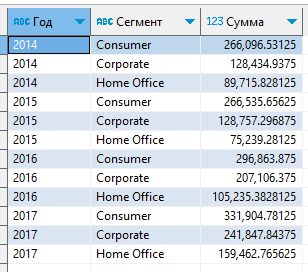 ABC Год ABC Сегмент 123 Сумма
2014 Consumer 266,096.53125
2014 Corporate 128,434.9375
2014 Home Office 89,715.828125
2015 Consumer 266,535.65625
2015 Corporate 128,757.296875
2015 Home Office 75,239.28125
2016 Consumer 296,863.875
2016 Corporate 207,106.375
2016 Home Office 105,235.3828125
2017 Consumer 331,904.78125
2017 Corporate 241,847.84375
2017 Home Office 159,462.765625